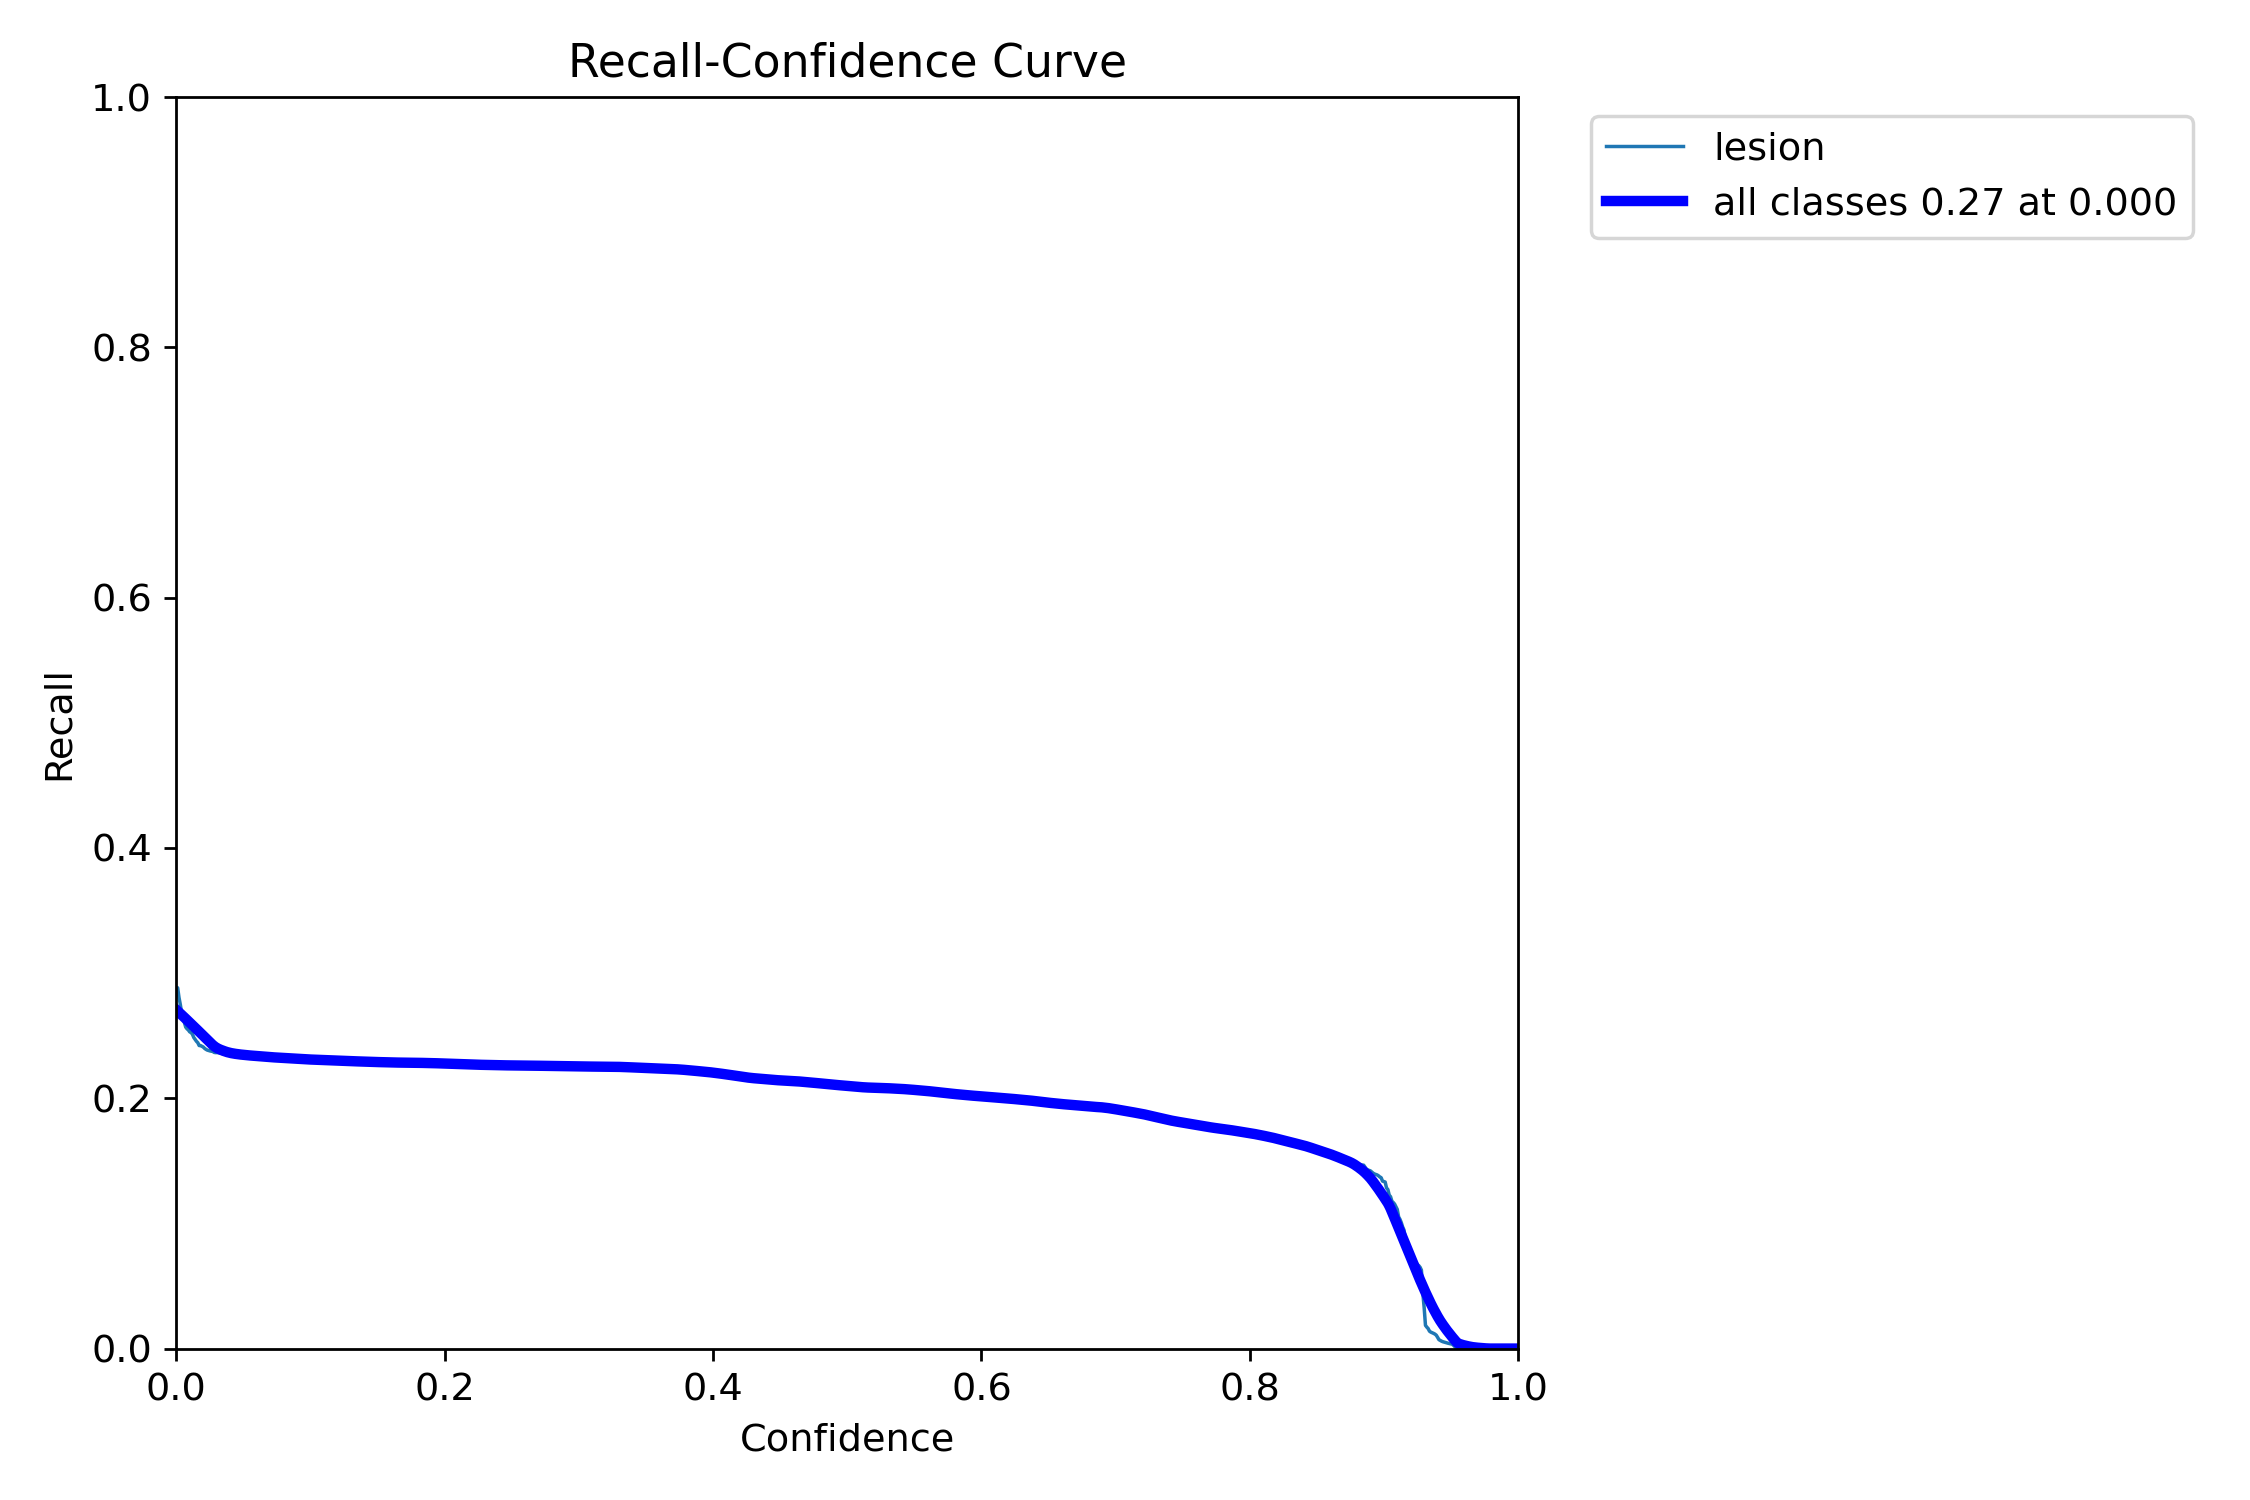 Recall-Confidence Curve
1.0
0.8
0.6
0.4
0.2
0.0
Recall
0.0 0.2 0.4 0.6 0.8 1.0
Confidence
lesion
all classes 0.27 at 0.000